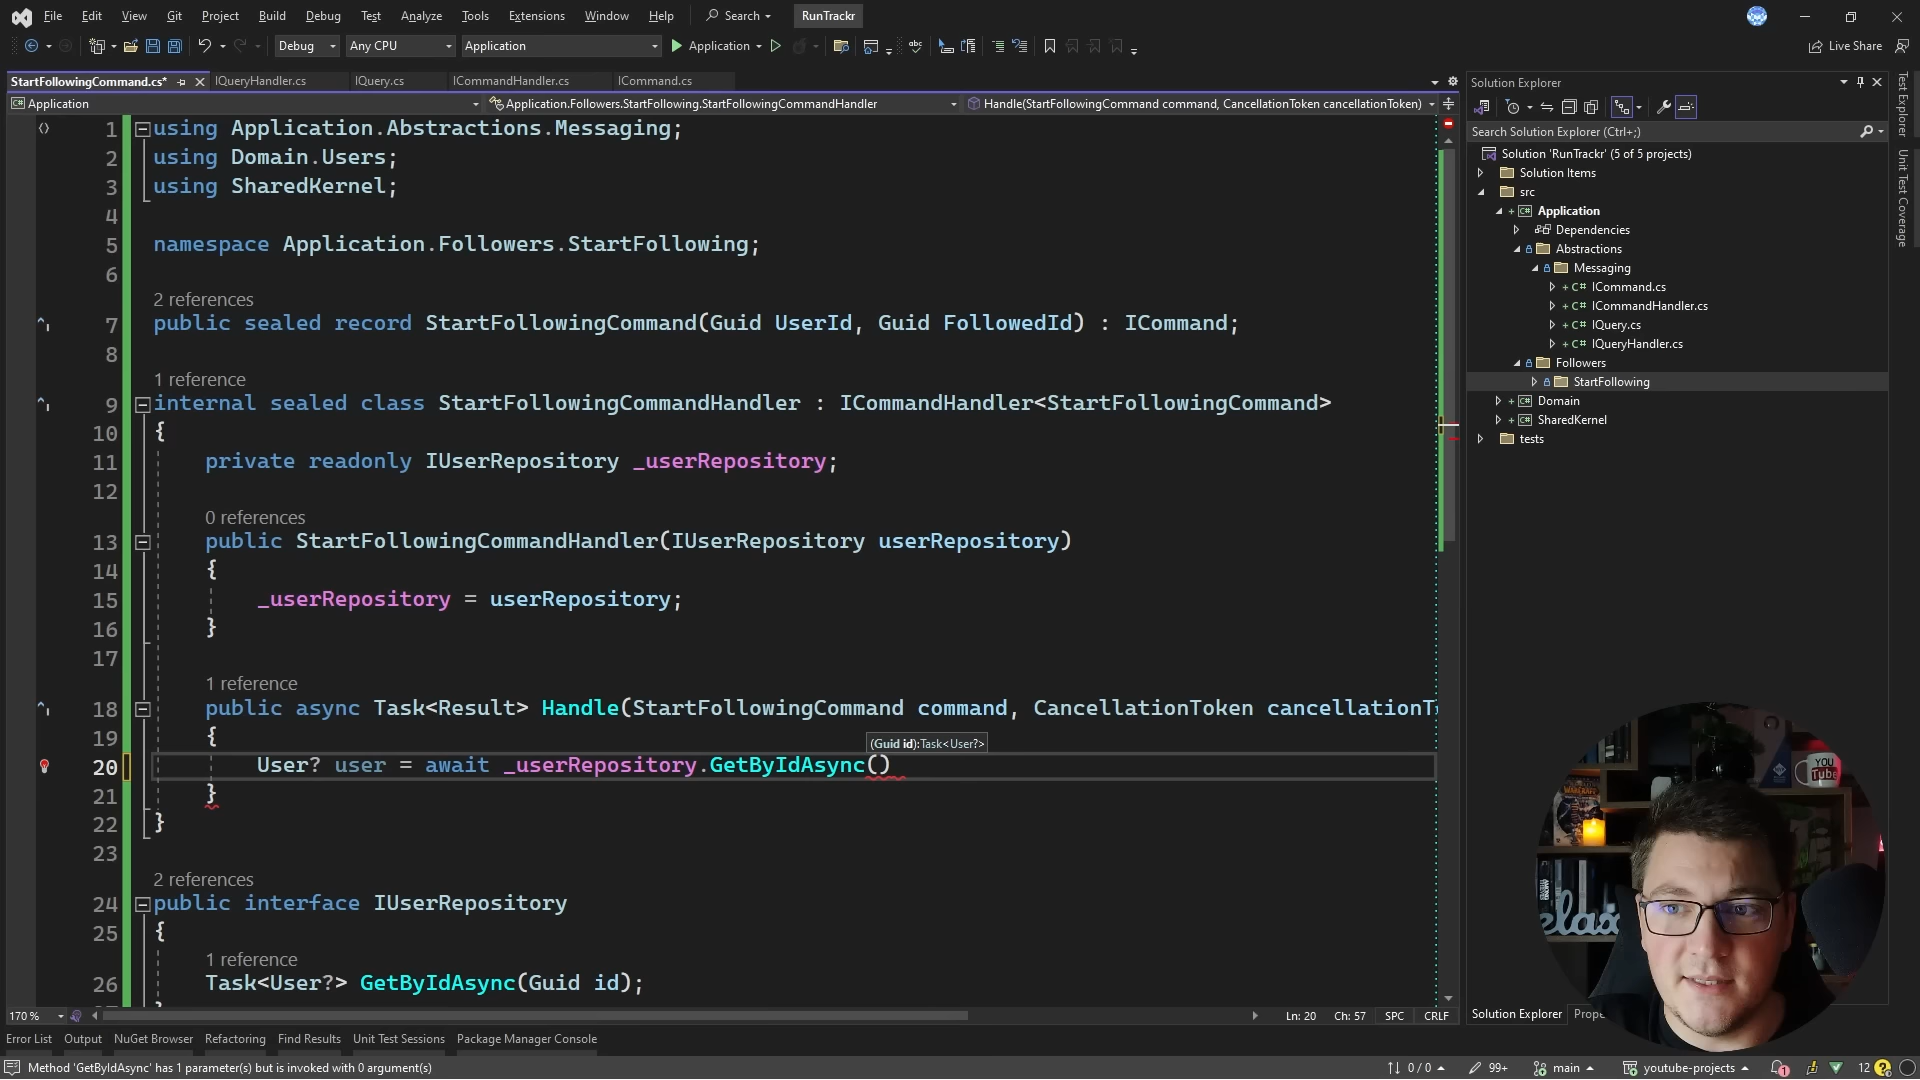 File Edit View Git Project Build Debug Test Analyze Tools Extensions Window Help Search RunTrackr
Debug Any CPU Application Application Live Share
StartFollowingCommand.cs* IQueryHandler.cs IQuery.cs ICommandHandler.cs ICommand.cs
Application Application.Followers.StartFollowing.StartFollowingCommandHandler Handle(StartFollowingCommand command, CancellationToken cancellationToken)
1 using Application.Abstractions.Messaging;
2 using Domain.Users;
3 using SharedKernel;
4
5 namespace Application.Followers.StartFollowing;
6
2 references
7 public sealed record StartFollowingCommand(Guid UserId, Guid FollowedId) : ICommand;
8
1 reference
9 internal sealed class StartFollowingCommandHandler : ICommandHandler<StartFollowingCommand>
10 {
11 private readonly IUserRepository _userRepository;
12
0 references
13 public StartFollowingCommandHandler(IUserRepository userRepository)
14 {
15 _userRepository = userRepository;
16 }
17
1 reference
18 public async Task<Result> Handle(StartFollowingCommand command, CancellationToken cancellationT
19 {
(Guid id):Task<User?>
20 User? user = await _userRepository.GetByIdAsync()
21 }
22 }
23
2 references
24 public interface IUserRepository
25 {
1 reference
26 Task<User?> GetByIdAsync(Guid id);
170 % Ln: 20 Ch: 57 SPC CRLF
Error List Output NuGet Browser Refactoring Find Results Unit Test Sessions Package Manager Console
Method 'GetByIdAsync' has 1 parameter(s) but is invoked with 0 argument(s) 0 / 0 99+ main youtube-projects 1 12
Solution Explorer
Search Solution Explorer (Ctrl+;)
Solution 'RunTrackr' (5 of 5 projects)
Solution Items
src
Application
Dependencies
Abstractions
Messaging
ICommand.cs
ICommandHandler.cs
IQuery.cs
IQueryHandler.cs
Followers
StartFollowing
Domain
SharedKernel
tests
Solution Explorer Prope
Test Explorer
Unit Test Coverage
YOU
Tube
relax